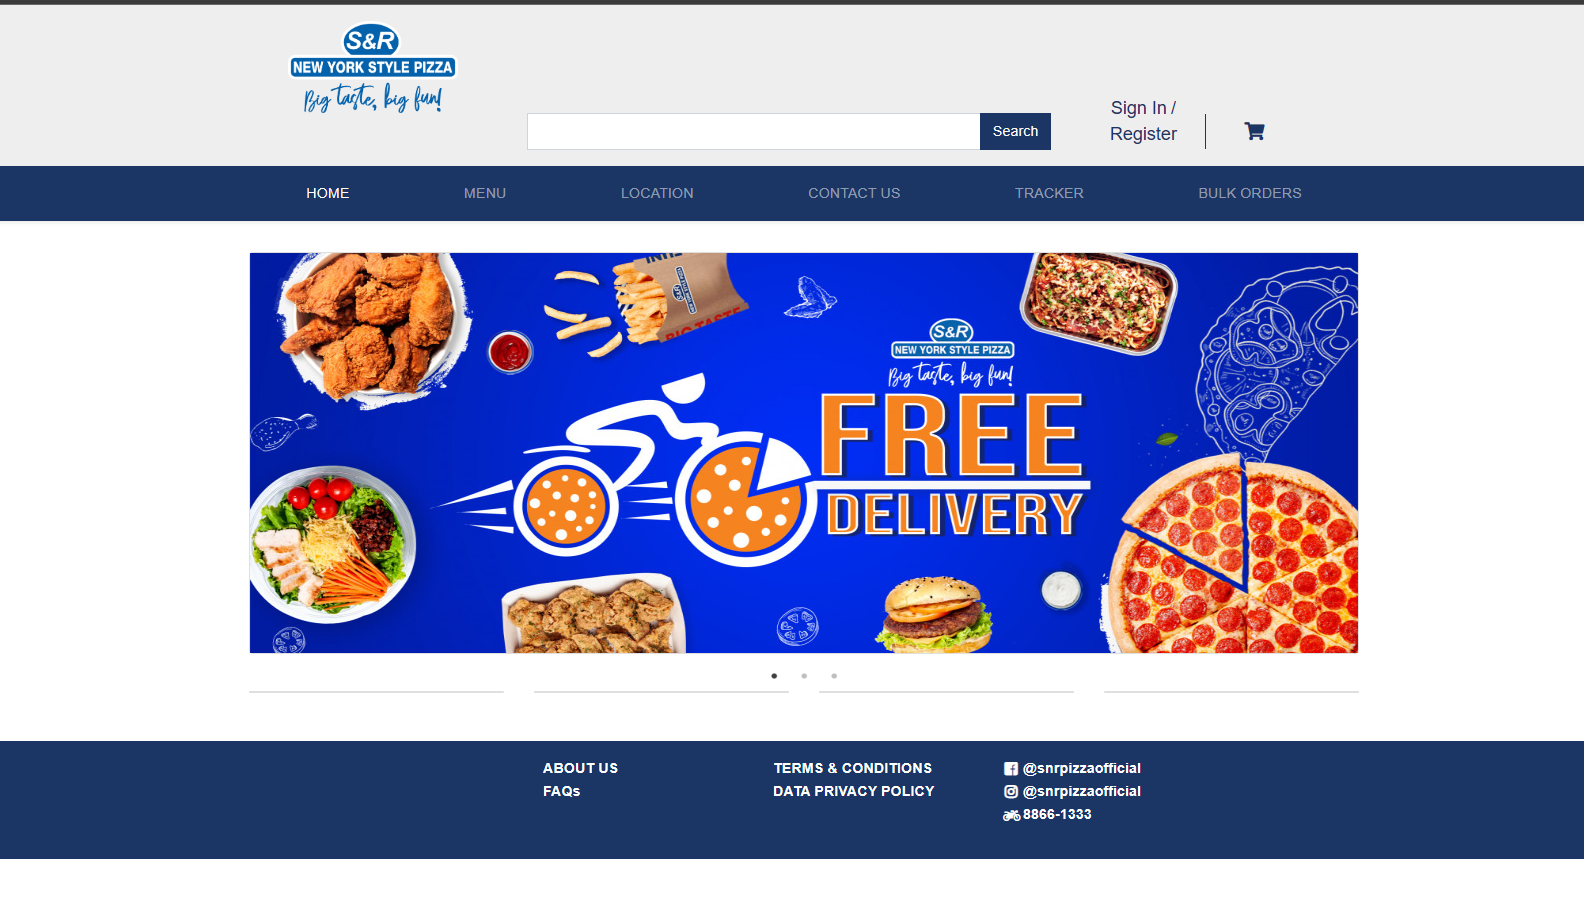 S&R
NEW YORK STYLE PIZZA
Big taste, big fun!
Search
Sign In /
Register
HOME
MENU
LOCATION
CONTACT US
TRACKER
BULK ORDERS
S&R
NEW YORK STYLE PIZZA
Big taste, big fun!
FREE
DELIVERY
BIG TASTE
ABOUT US
FAQs
TERMS & CONDITIONS
DATA PRIVACY POLICY
@snrpizzaofficial
@snrpizzaofficial
8866-1333